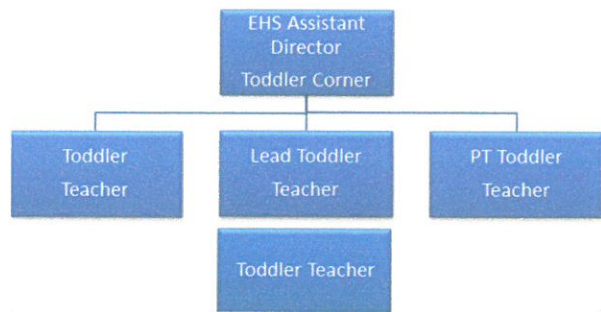 EHS Assistant
Director
Toddler Corner
Toddler
Teacher
Lead Toddler
Teacher
PT Toddler
Teacher
Toddler Teacher